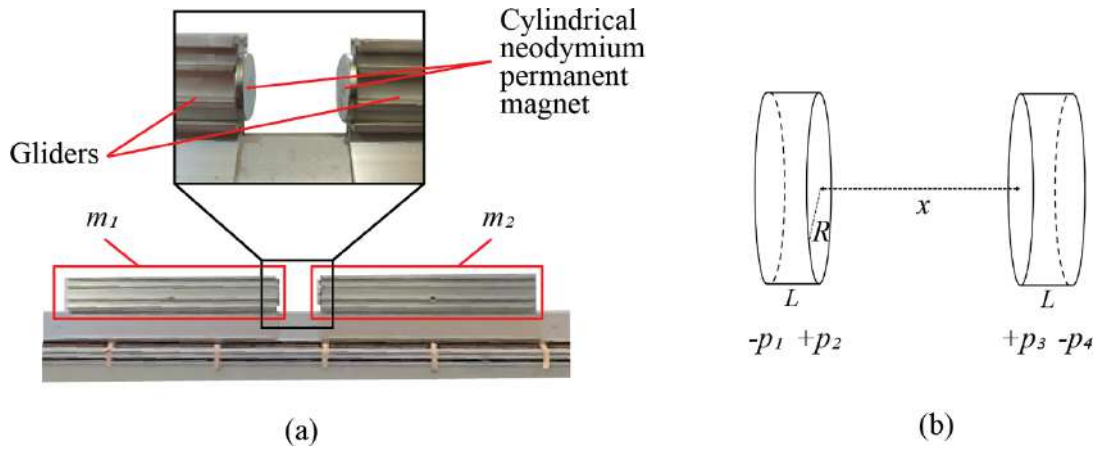 Cylindrical
neodymium
permanent
magnet
Gliders
m₁
m₂
x
R
L
L
-p₁ +p₂
+p₃ -p₄
(a)
(b)